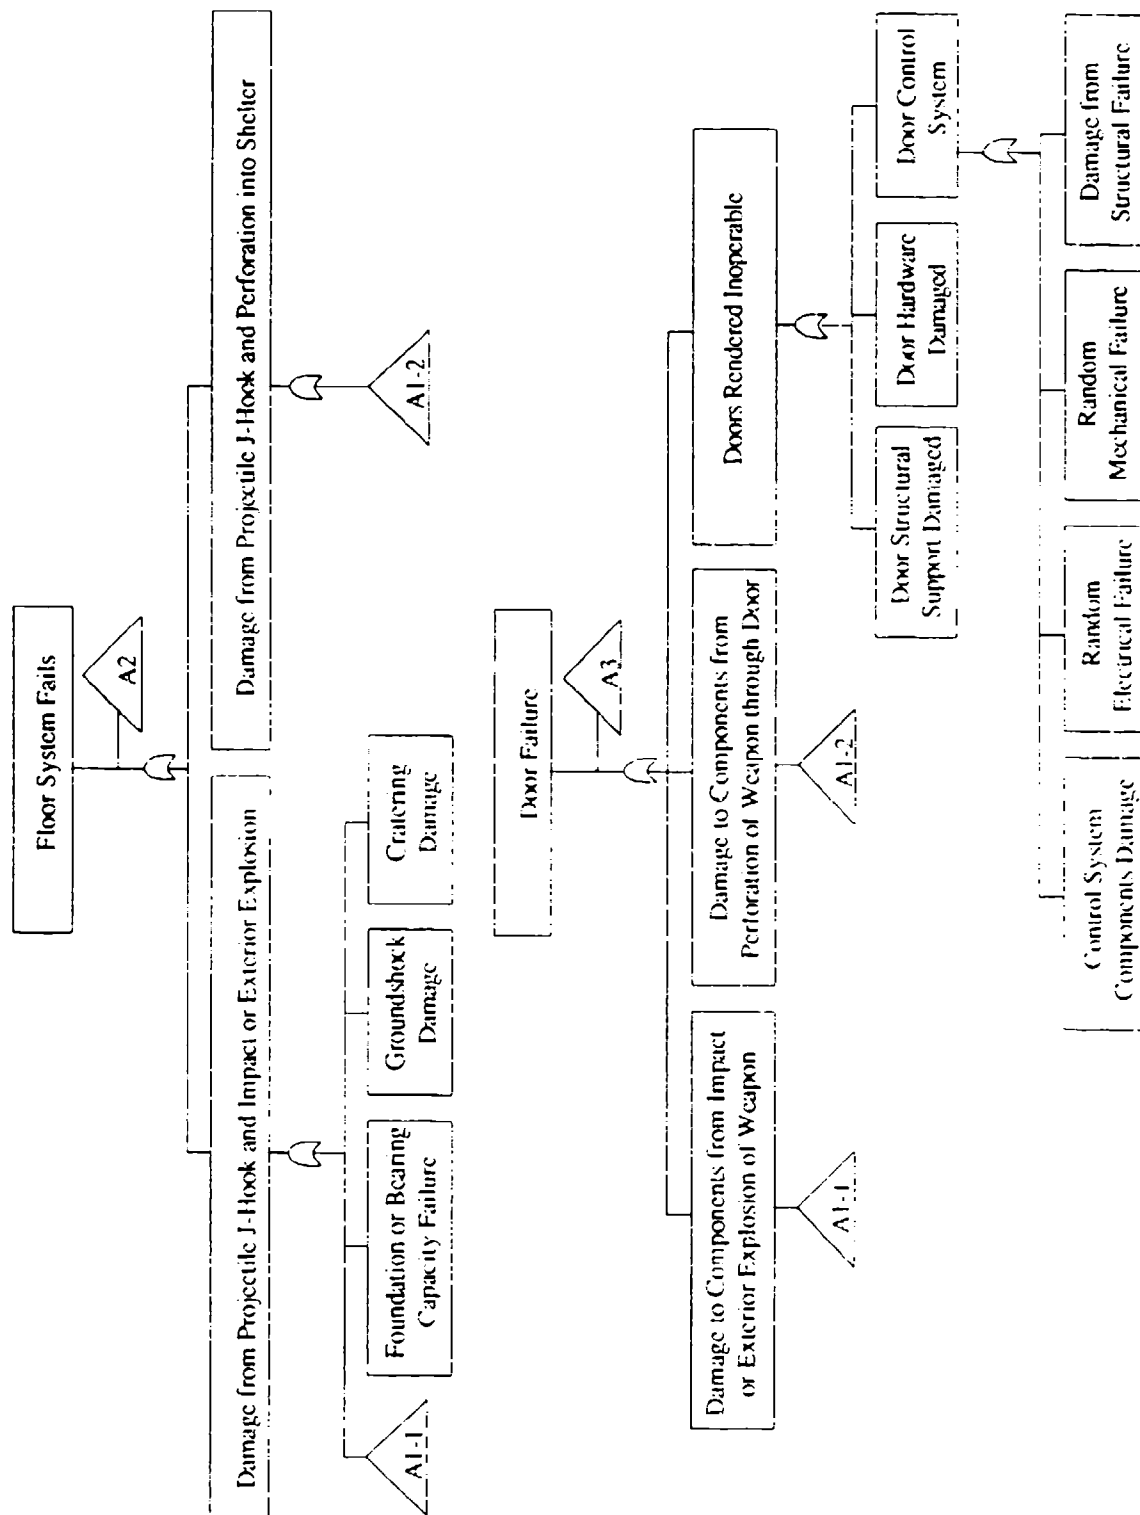 Floor System Fails
A2
Damage from Projectile J-Hook and Impact or Exterior Explosion
Damage from Projectile J-Hook and Perforation into Shelter
A1-1
Foundation or Bearing
Capacity Failure
Groundshock
Damage
Cratering
Damage
A1-2
Door Failure
A3
Damage to Components from Impact
or Exterior Explosion of Weapon
Damage to Components from
Perforation of Weapon through Door
Doors Rendered Inoperable
A1-1
A1-2
Door Structural
Support Damaged
Door Hardware
Damaged
Door Control
System
Control System
Components Damage
Random
Electrical Failure
Random
Mechanical Failure
Damage from
Structural Failure